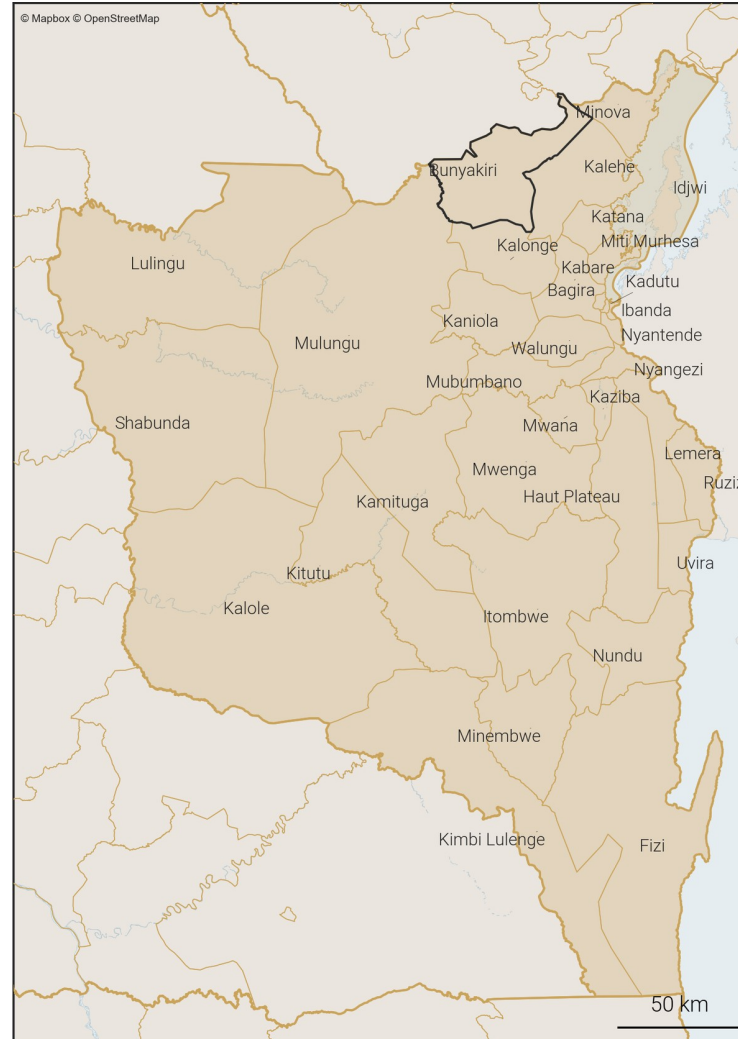 © Mapbox © OpenStreetMap
Minova
Bunyakiri
Kalehe
Idjwi
Katana
Lulingu
Kalonge
Miti Murhesa
Kabare
Kadutu
Bagira
Ibanda
Kaniola
Nyantende
Mulungu
Walungu
Nyangezi
Mubumbano
Kaziba
Shabunda
Mwana
Lemera
Mwenga
Ruziz
Kamituga
Haut Plateau
Uvira
Kitutu
Kalole
Itombwe
Nundu
Minembwe
Kimbi Lulenge
Fizi
50 km